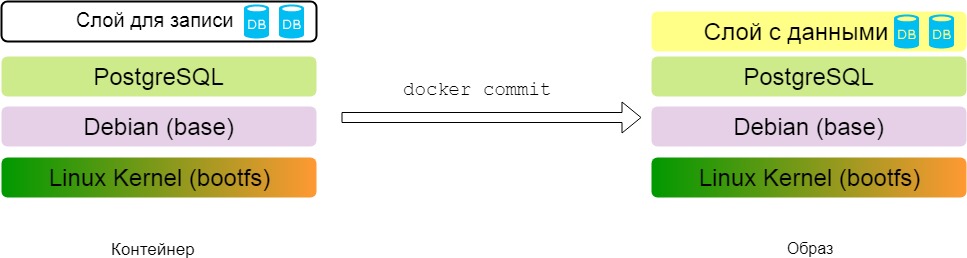 Слой для записи DB DB
PostgreSQL
Debian (base)
Linux Kernel (bootfs)
Контейнер
docker commit
Слой с данными DB DB
PostgreSQL
Debian (base)
Linux Kernel (bootfs)
Образ